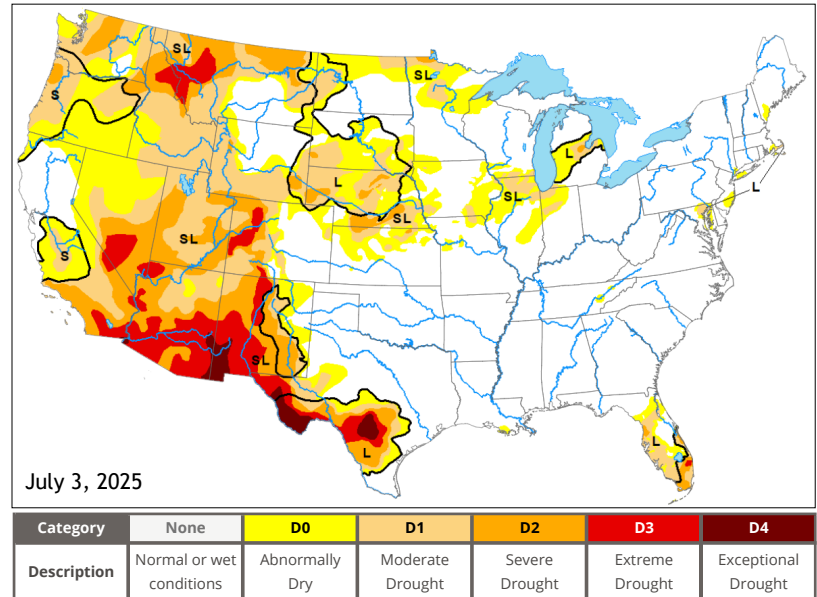 SL
SL
S
L
L
SL
L
SL
S
SL
SL
L
L
July 3, 2025
Category None D0 D1 D2 D3 D4
Description Normal or wet conditions Abnormally Dry Moderate Drought Severe Drought Extreme Drought Exceptional Drought